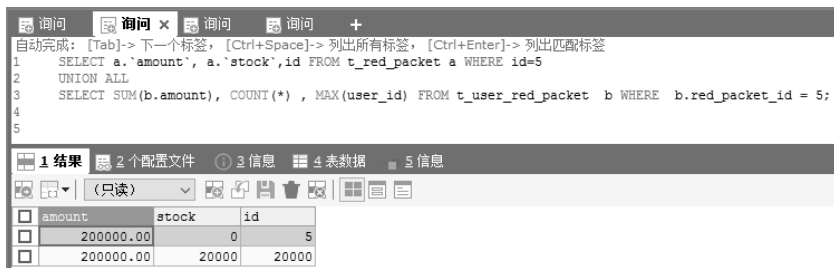 询问 询问 × 询问 询问 +
自动完成: [Tab]-> 下一个标签, [Ctrl+Space]-> 列出所有标签, [Ctrl+Enter]-> 列出匹配标签
1 SELECT a.`amount`, a.`stock`,id FROM t_red_packet a WHERE id=5
2 UNION ALL
3 SELECT SUM(b.amount), COUNT(*) , MAX(user_id) FROM t_user_red_packet b WHERE b.red_packet_id = 5;
4
5
1 结果 2 个配置文件 3 信息 4 表数据 5 信息
(只读)
amount stock id
200000.00 0 5
200000.00 20000 20000